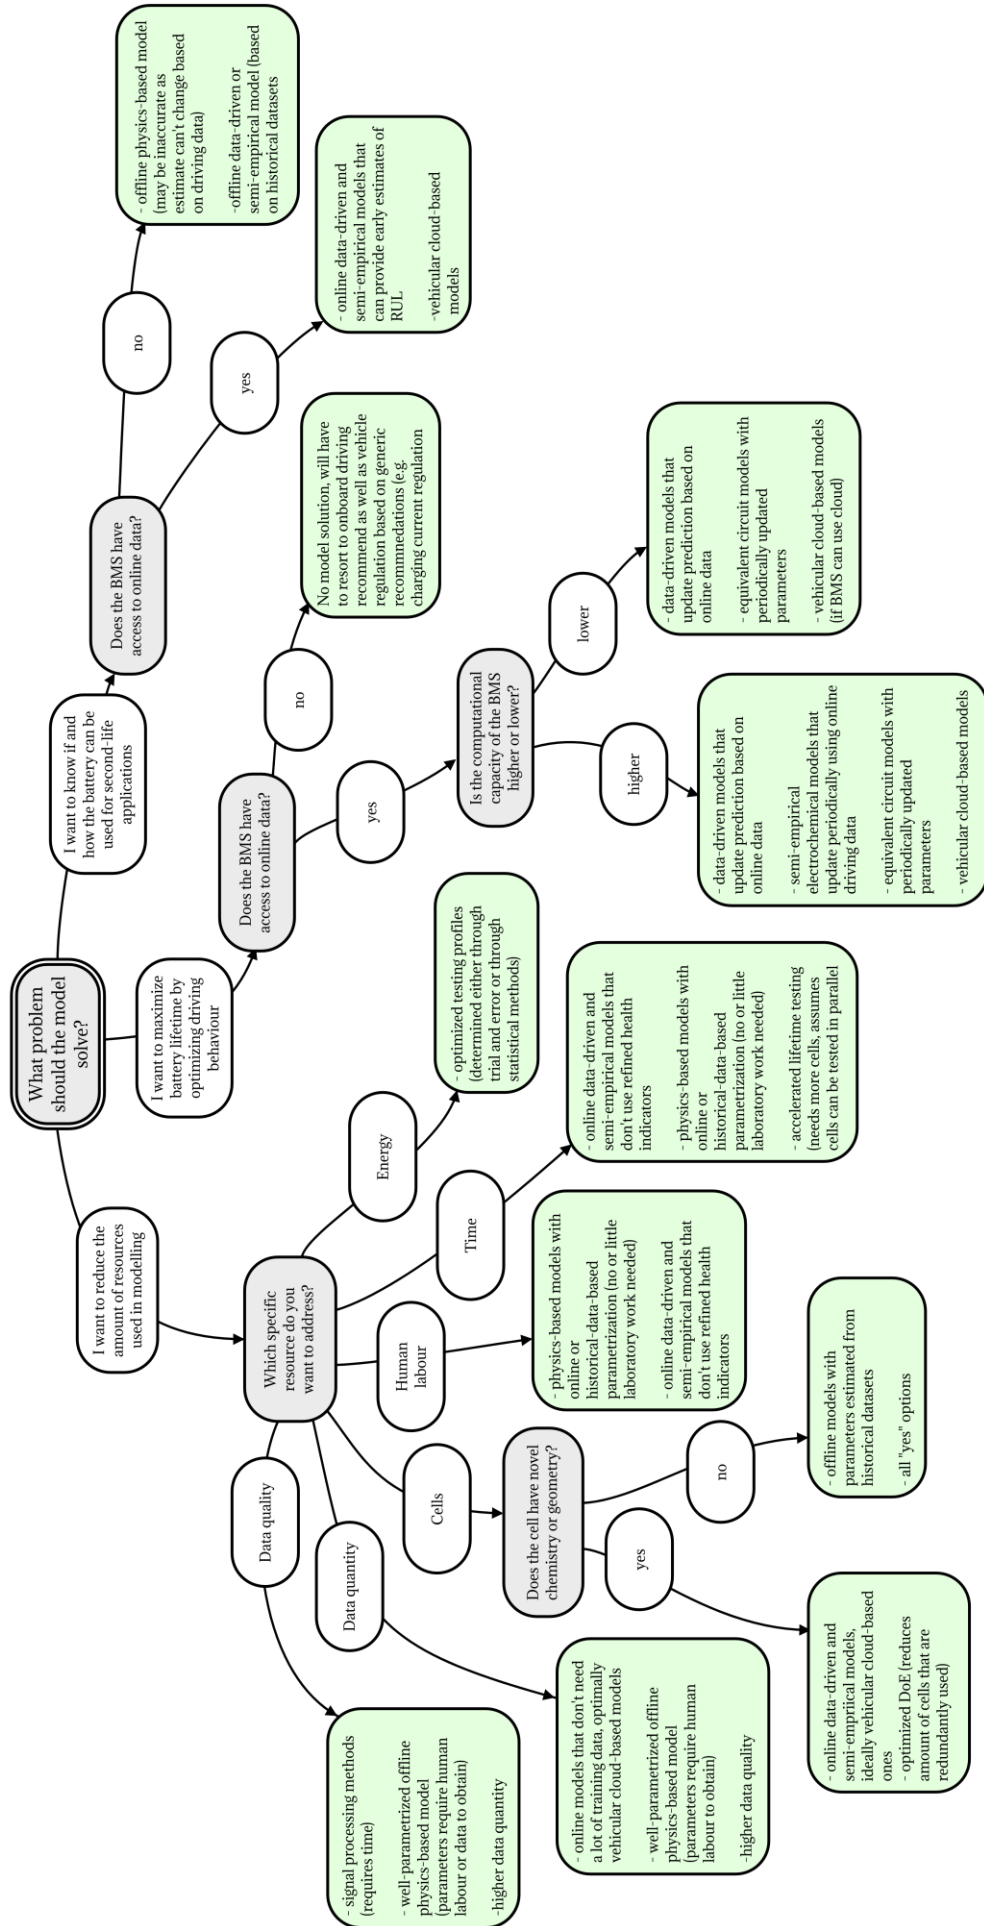 What problem
should the model
solve?
I want to reduce the
amount of resources
used in modelling
I want to maximize
battery lifetime by
optimizing driving
behaviour
I want to know if and
how the battery can be
used for second-life
applications
Which specific
resource do you
want to address?
Data quality
Data quantity
Cells
Human
labour
Time
Energy
- signal processing methods
(requires time)
- well-parametrized offline
physics-based model
(parameters require human
labour or data to obtain)
-higher data quantity
- online models that don't need
a lot of training data, optimally
vehicular cloud-based models
- well-parametrized offline
physics-based model
(parameters require human
labour to obtain)
-higher data quality
Does the cell have novel
chemistry or geometry?
yes
no
- online data-driven and
semi-empriical models,
ideally vehicular cloud-based
ones
- optimized DoE (reduces
amount of cells that are
redundantly used)
- offline models with
parameters estimated from
historical datasets
- all "yes" options
- physics-based models with
online or
historical-data-based
parametrization (no or little
laboratory work needed)
- online data-driven and
semi-empirical models that
don't use refined health
indicators
- online data-driven and
semi-empirical models that
don't use refined health
indicators
- physics-based models with
online or
historical-data-based
parametrization (no or little
laboratory work needed)
- accelerated lifetime testing
(needs more cells, assumes
cells can be tested in parallel
- optimized testing profiles
(determined either through
trial and error or through
statistical methods)
Does the BMS have
access to online data?
yes
no
Is the computational
capacity of the BMS
higher or lower?
higher
lower
- data-driven models that
update prediction based on
online data
- semi-empirical
electrochemical models that
update periodically using online
driving data
- equivalent circuit models with
periodically updated
parameters
- vehicular cloud-based models
- data-driven models that
update prediction based on
online data
- equivalent circuit models with
periodically updated
parameters
- vehicular cloud-based models
(if BMS can use cloud)
No model solution, will have
to resort to onboard driving
recommend as well as vehicle
regulation based on generic
recommnedations (e.g.
charging current regulation
Does the BMS have
access to online data?
yes
no
- online data-driven and
semi-empirical models that
can provide early estimates of
RUL
-vehicular cloud-based
models
- offline physics-based model
(may be inaccurate as
estimate can't change based
on driving data)
-offline data-driven or
semi-empirical model (based
on historical datasets